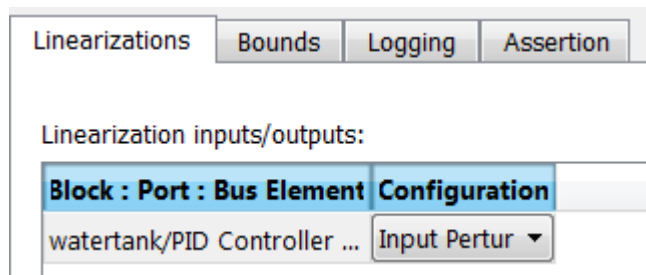 Linearizations Bounds Logging Assertion
Linearization inputs/outputs:
Block : Port : Bus Element Configuration
watertank/PID Controller ... Input Pertur